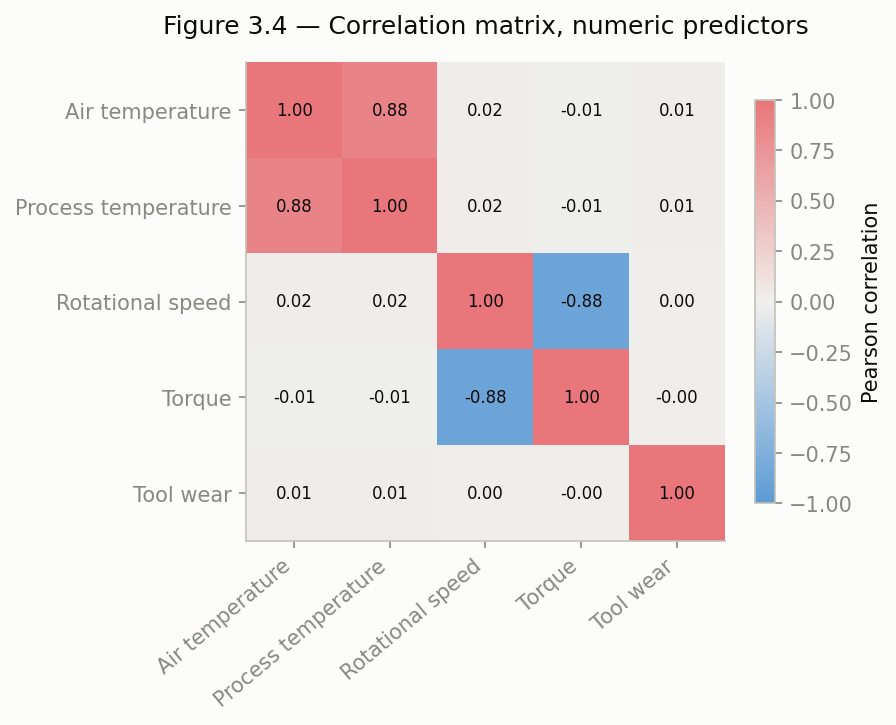 Figure 3.4 — Correlation matrix, numeric predictors
Air temperature 1.00 0.88 0.02 -0.01 0.01
Process temperature 0.88 1.00 0.02 -0.01 0.01
Rotational speed 0.02 0.02 1.00 -0.88 0.00
Torque -0.01 -0.01 -0.88 1.00 -0.00
Tool wear 0.01 0.01 0.00 -0.00 1.00
Air temperature
Process temperature
Rotational speed
Torque
Tool wear
1.00
0.75
0.50
0.25
0.00
−0.25
−0.50
−0.75
−1.00
Pearson correlation